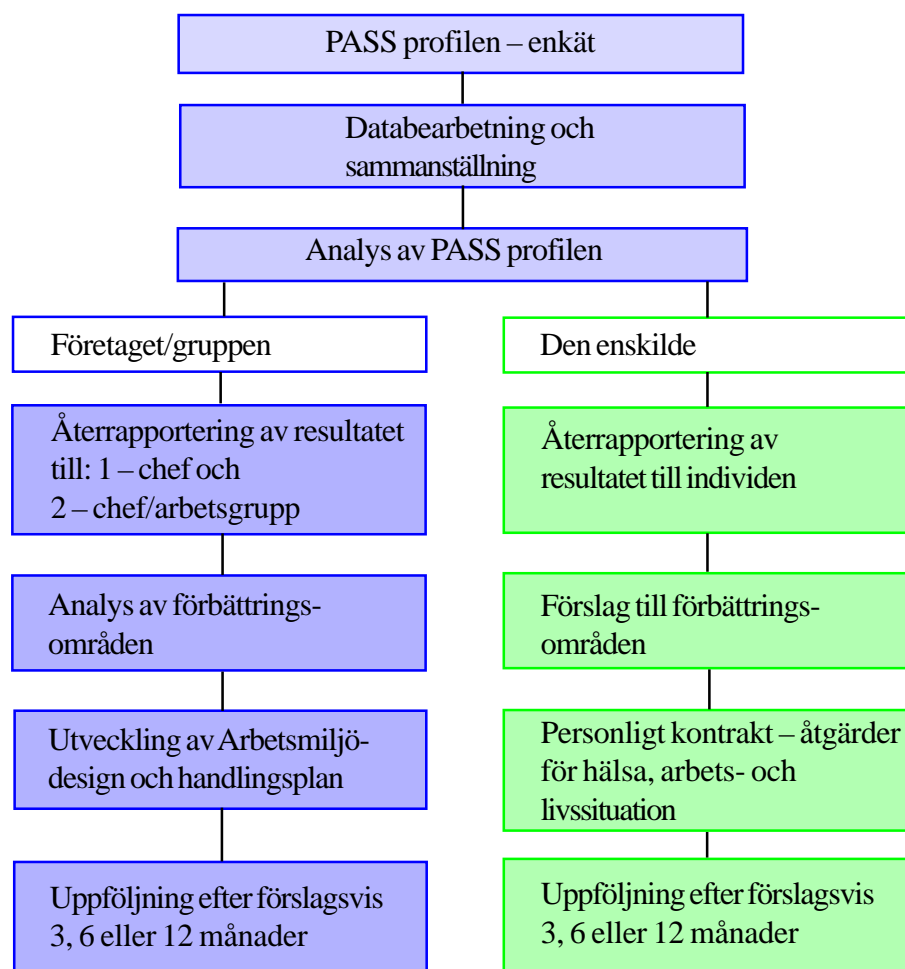 PASS profilen – enkät
Databearbetning och
sammanställning
Analys av PASS profilen
Företaget/gruppen
Återrapportering av resultatet
till: 1 – chef och
2 – chef/arbetsgrupp
Analys av förbättrings-
områden
Utveckling av Arbetsmiljö-
design och handlingsplan
Uppföljning efter förslagsvis
3, 6 eller 12 månader
Den enskilde
Återrapportering av
resultatet till individen
Förslag till förbättrings-
områden
Personligt kontrakt – åtgärder
för hälsa, arbets- och
livssituation
Uppföljning efter förslagsvis
3, 6 eller 12 månader